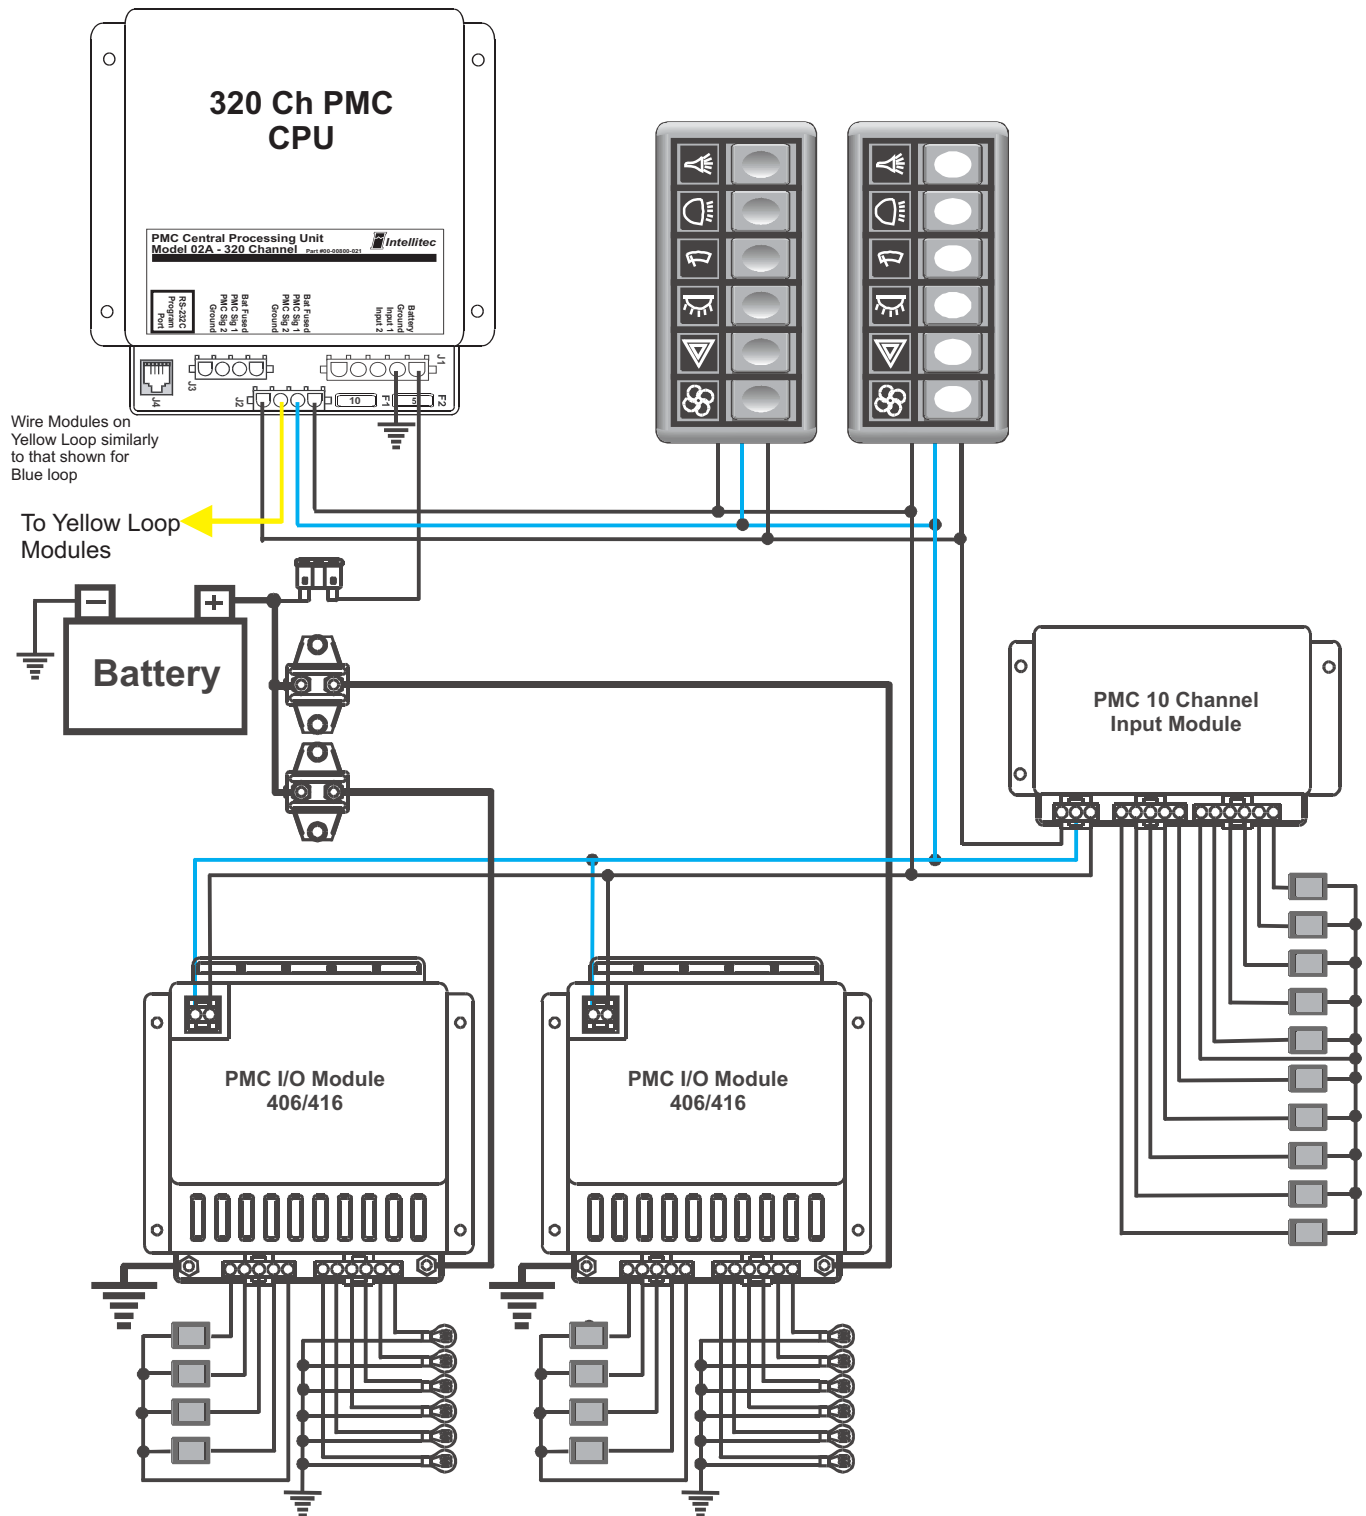 320 Ch PMC
CPU
PMC Central Processing Unit
Model 02A - 320 Channel Part #00-00800-021
Intellitec
RS-232C
Program
Port
Bat Fused
PMC Sig 1
PMC Sig 2
Ground
Bat Fused
PMC Sig 1
PMC Sig 2
Ground
Battery
Ground
Input 1
Input 2
J1
J3
J4
J2
10
F1
5
F2
Wire Modules on
Yellow Loop similarly
to that shown for
Blue loop
To Yellow Loop
Modules
Battery
PMC 10 Channel
Input Module
PMC I/O Module
406/416
PMC I/O Module
406/416